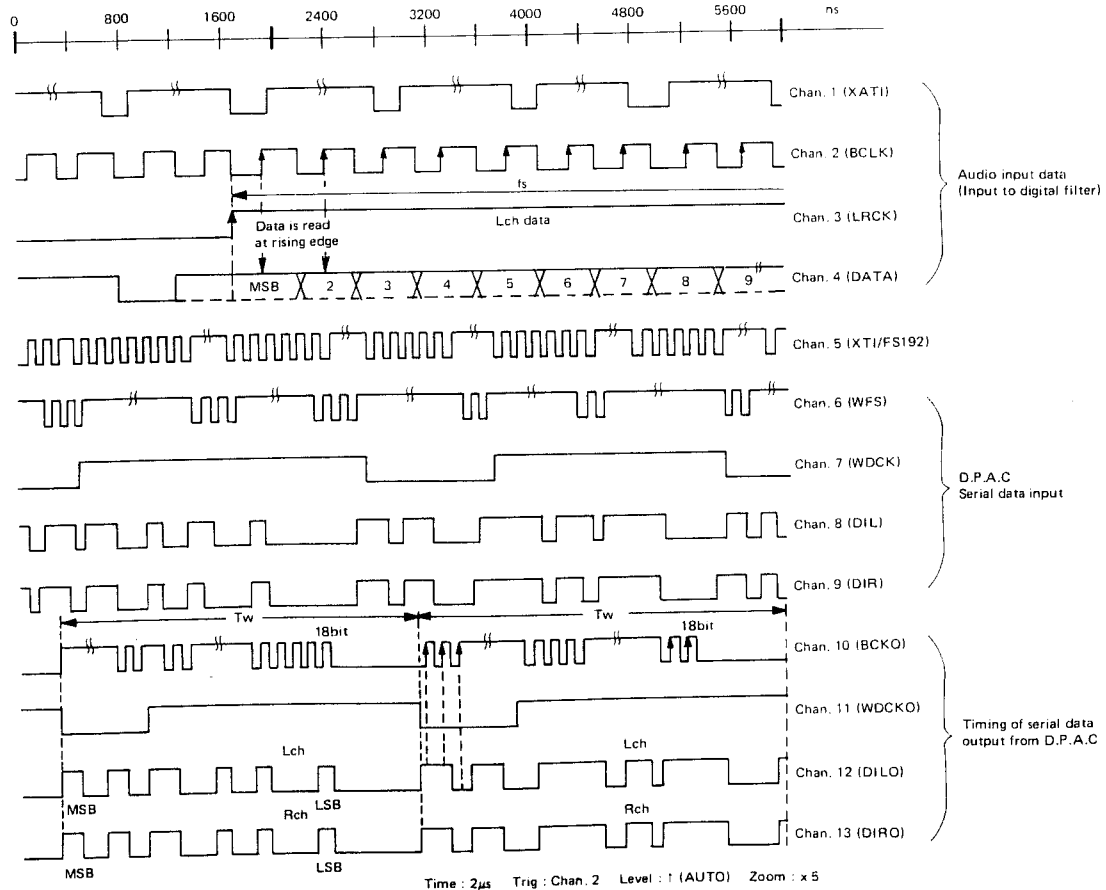 0 800 1600 2400 3200 4000 4800 5600 ns
Chan. 1 (XATI)
Chan. 2 (BCLK)
fs
Audio input data
(Input to digital filter)
Lch data
Chan. 3 (LRCK)
Data is read
at rising edge
MSB 2 3 4 5 6 7 8 9
Chan. 4 (DATA)
Chan. 5 (XTI/FS192)
Chan. 6 (WFS)
Chan. 7 (WDCK)
D.P.A.C
Serial data input
Chan. 8 (DIL)
Chan. 9 (DIR)
Tw Tw
18bit 18bit
Chan. 10 (BCKO)
Chan. 11 (WDCKO)
Timing of serial data
output from D.P.A.C
Lch Lch
Chan. 12 (DILO)
MSB LSB
Rch Rch
Chan. 13 (DIRO)
MSB LSB
Time : 2μs Trig : Chan. 2 Level : ↑ (AUTO) Zoom : x 5